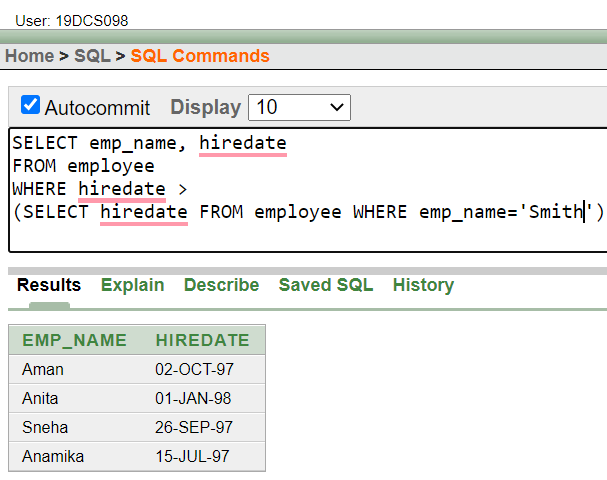 User: 19DCS098
Home > SQL > SQL Commands
Autocommit Display 10
SELECT emp_name, hiredate
FROM employee
WHERE hiredate >
(SELECT hiredate FROM employee WHERE emp_name='Smith')
Results Explain Describe Saved SQL History
EMP_NAME HIREDATE
Aman 02-OCT-97
Anita 01-JAN-98
Sneha 26-SEP-97
Anamika 15-JUL-97